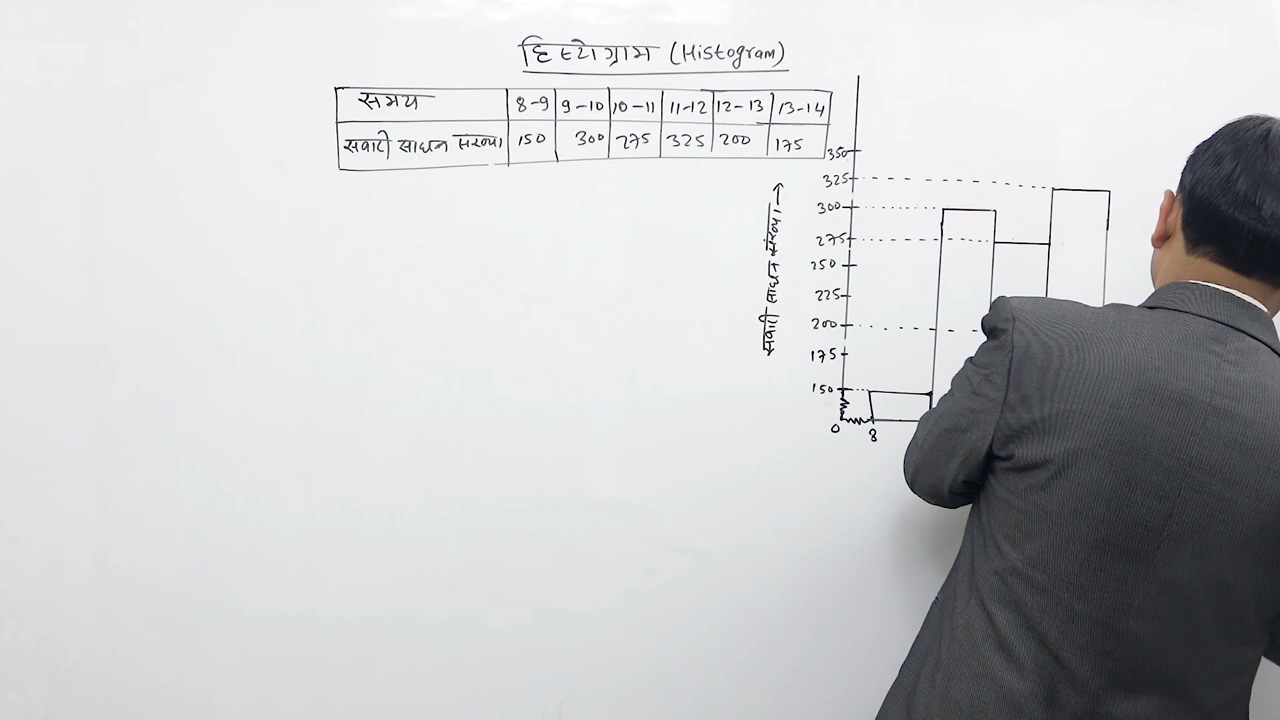 हिस्टोग्राम (Histogram)
समय 8-9 9-10 10-11 11-12 12-13 13-14
सवारी साधन संख्या 150 300 275 325 200 175
सवारी साधन संख्या →
350
325
300
275
250
225
200
175
150
0 8